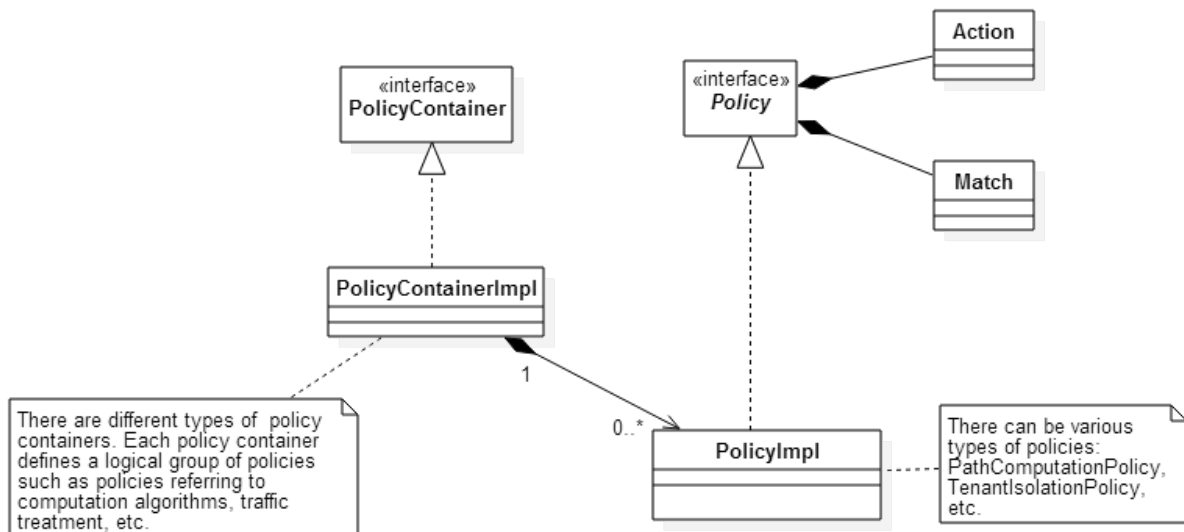 Action
«interface»
PolicyContainer
«interface»
Policy
Match
PolicyContainerImpl
1
0..*
There are different types of policy
containers. Each policy container
defines a logical group of policies
such as policies referring to
computation algorithms, traffic
treatment, etc.
PolicyImpl
There can be various
types of policies:
PathComputationPolicy,
TenantIsolationPolicy,
etc.